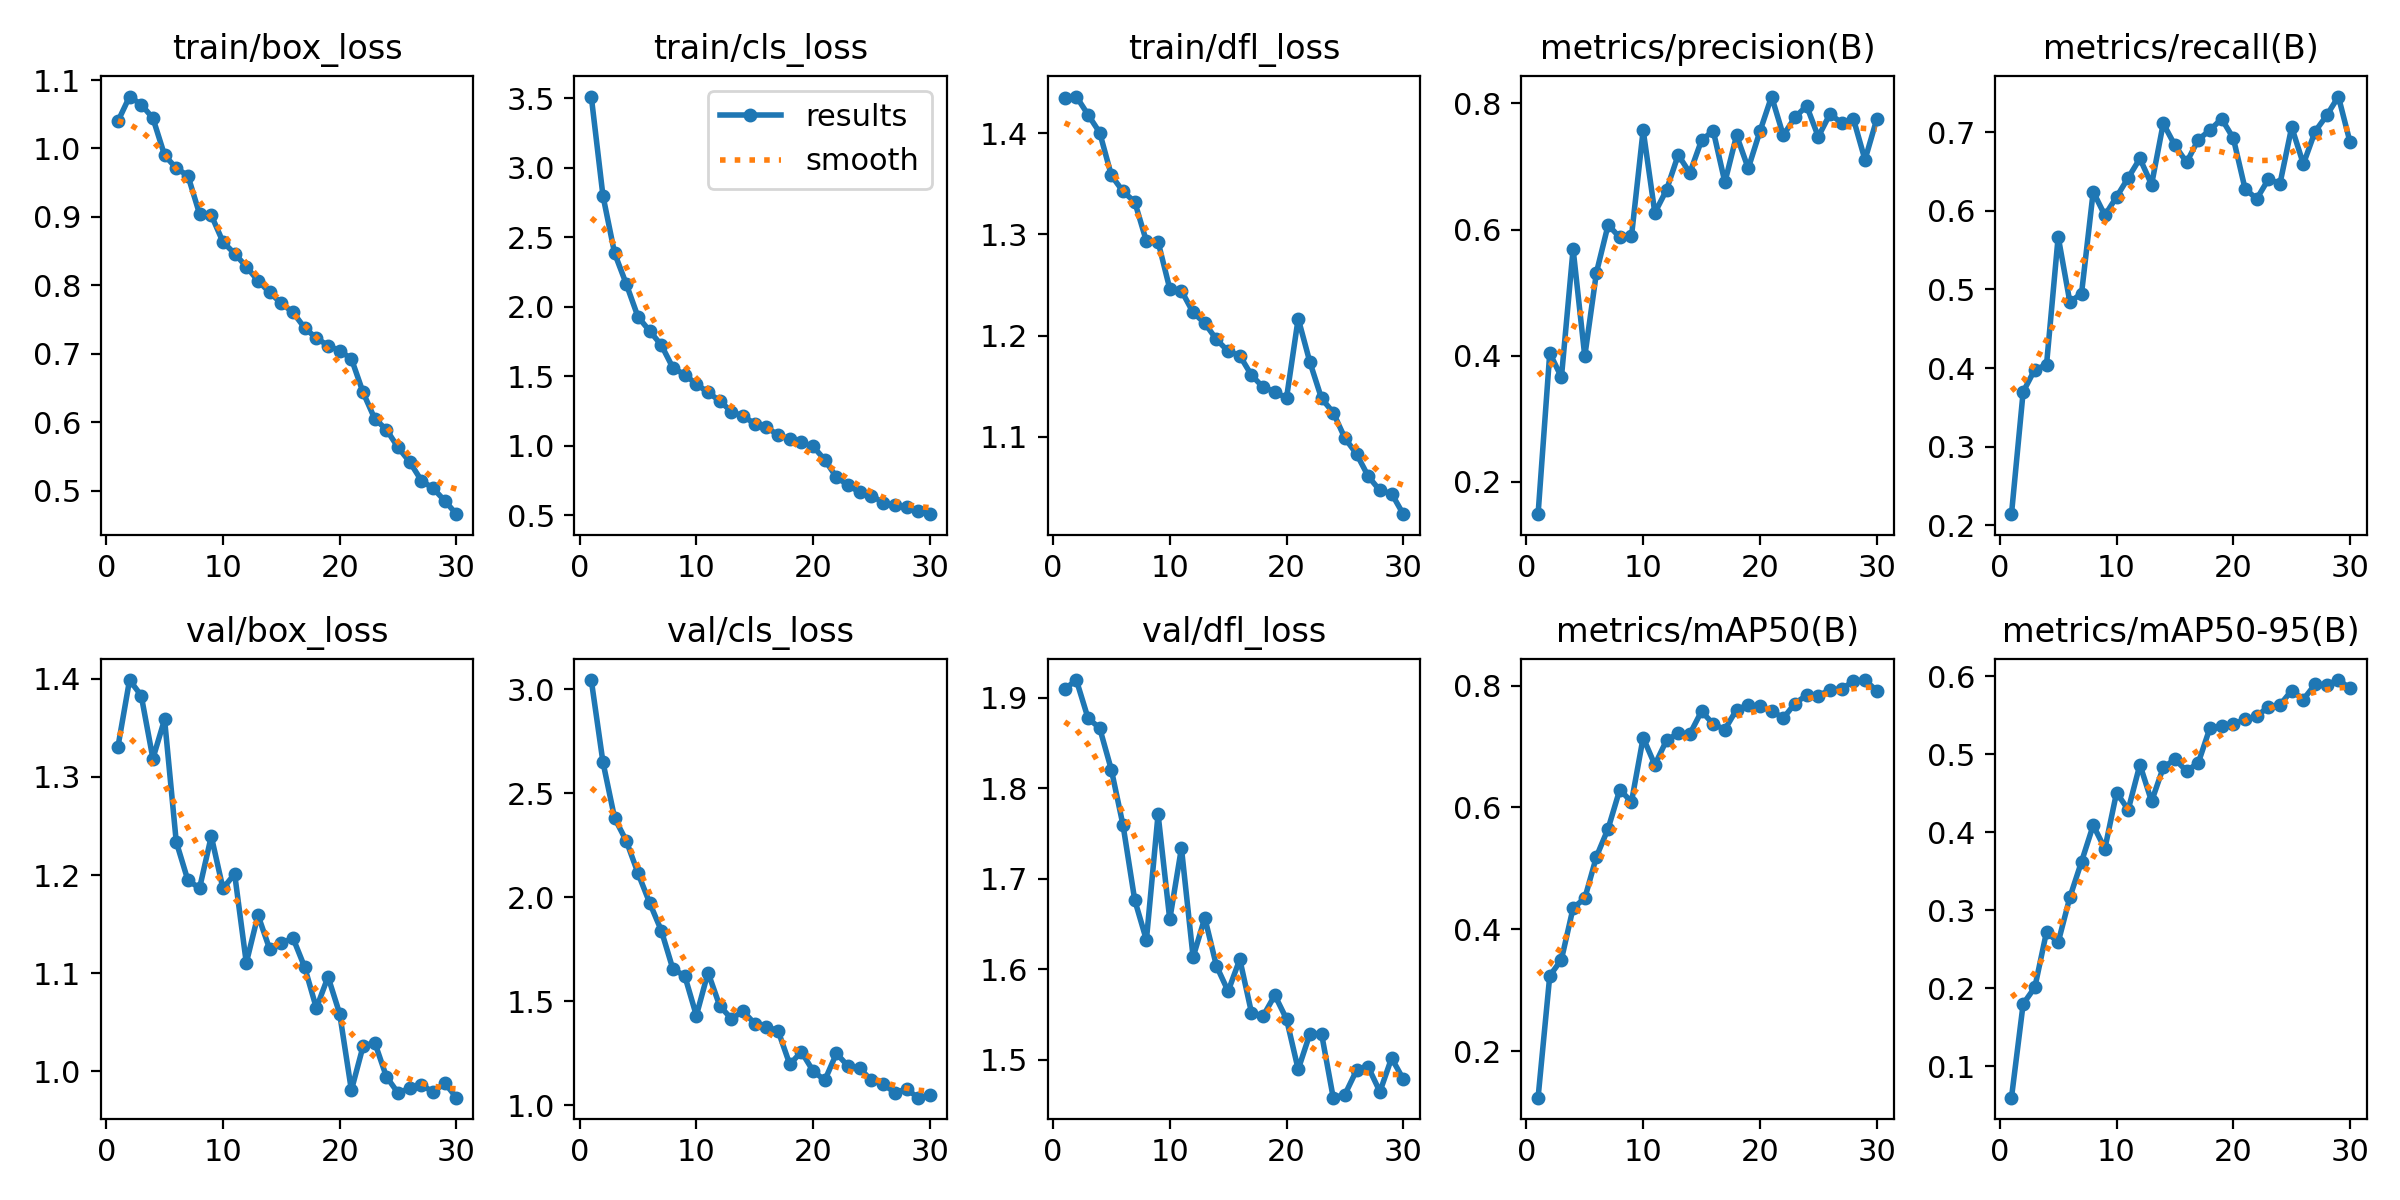 train/box_loss
1.1
1.0
0.9
0.8
0.7
0.6
0.5
0 10 20 30
train/cls_loss
results
smooth
3.5
3.0
2.5
2.0
1.5
1.0
0.5
0 10 20 30
train/dfl_loss
1.4
1.3
1.2
1.1
0 10 20 30
metrics/precision(B)
0.8
0.6
0.4
0.2
0 10 20 30
metrics/recall(B)
0.7
0.6
0.5
0.4
0.3
0.2
0 10 20 30
val/box_loss
1.4
1.3
1.2
1.1
1.0
0 10 20 30
val/cls_loss
3.0
2.5
2.0
1.5
1.0
0 10 20 30
val/dfl_loss
1.9
1.8
1.7
1.6
1.5
0 10 20 30
metrics/mAP50(B)
0.8
0.6
0.4
0.2
0 10 20 30
metrics/mAP50-95(B)
0.6
0.5
0.4
0.3
0.2
0.1
0 10 20 30